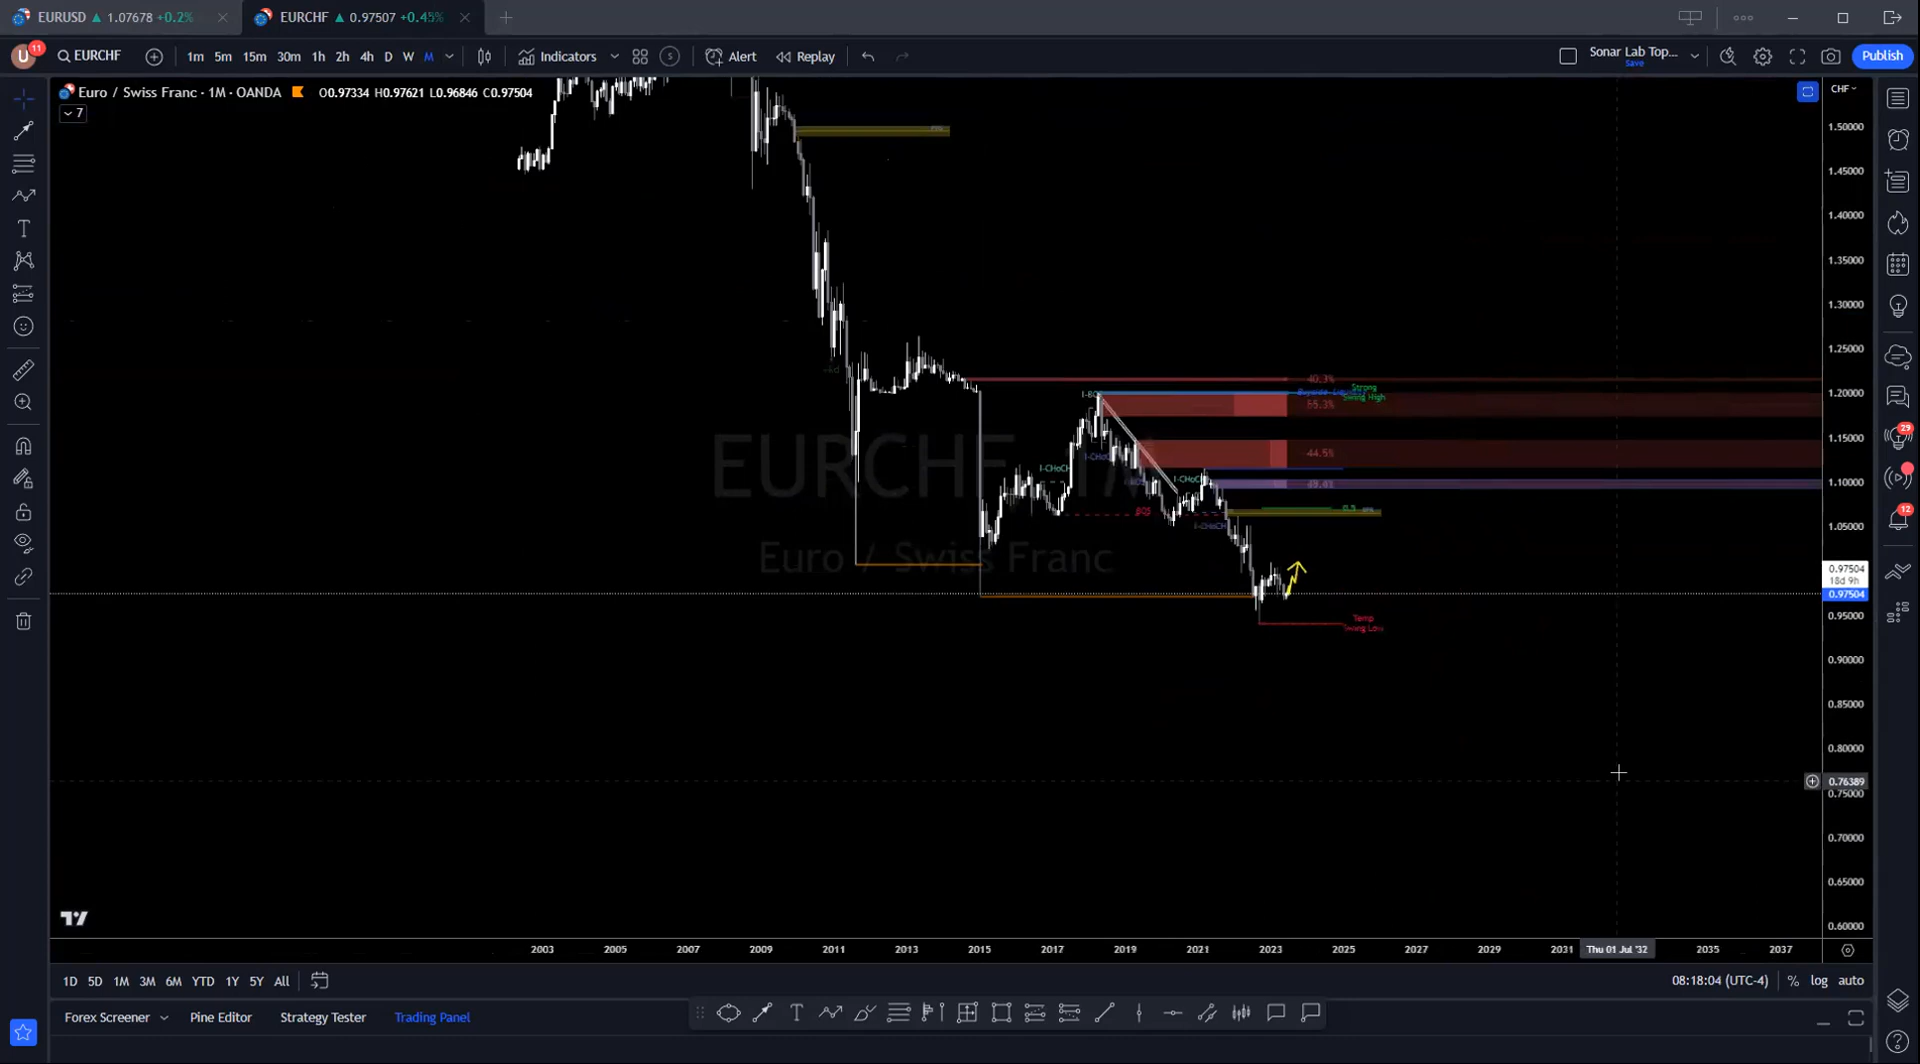 EURUSD 1.07678 +0.2%
EURCHF 0.97507 +0.45%
U 11 EURCHF 1m 5m 15m 30m 1h 2h 4h D W M Indicators Alert Replay Sonar Lab Top... Publish
Save
Euro / Swiss Franc · 1M · OANDA O0.97334 H0.97621 L0.96846 C0.97504 CHF
7
1.50000
1.45000
1.40000
1.35000
1.30000
1.25000
40.3%
Strong
Swing High
1.20000
55.3%
1.15000
44.5%
I-CHoCH
I-CHoCH
1.10000
BOS
1.05000
I-CHoCH
EURCHF, 1M
Euro / Swiss Franc
0.97504
18d 9h
0.97504
0.95000
Temp
Swing Low
0.90000
0.85000
0.80000
0.76389
0.75000
0.70000
0.65000
0.60000
29
12
2003 2005 2007 2009 2011 2013 2015 2017 2019 2021 2023 2025 2027 2029 2031 Thu 01 Jul '32 2035 2037
1D 5D 1M 3M 6M YTD 1Y 5Y All 08:18:04 (UTC-4) % log auto
Forex Screener Pine Editor Strategy Tester Trading Panel